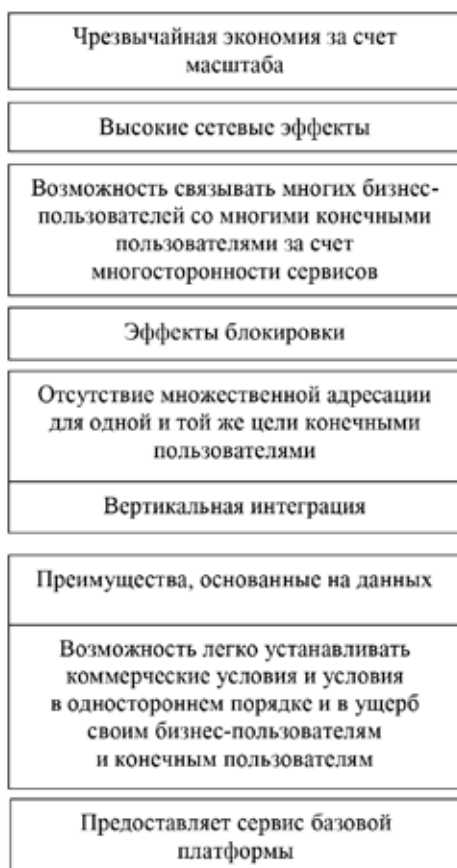 Чрезвычайная экономия за счет
масштаба
Высокие сетевые эффекты
Возможность связывать многих бизнес-
пользователей со многими конечными
пользователями за счет
многосторонности сервисов
Эффекты блокировки
Отсутствие множественной адресации
для одной и той же цели конечными
пользователями
Вертикальная интеграция
Преимущества, основанные на данных
Возможность легко устанавливать
коммерческие условия и условия
в одностороннем порядке и в ущерб
своим бизнес-пользователям
и конечным пользователям
Предоставляет сервис базовой
платформы